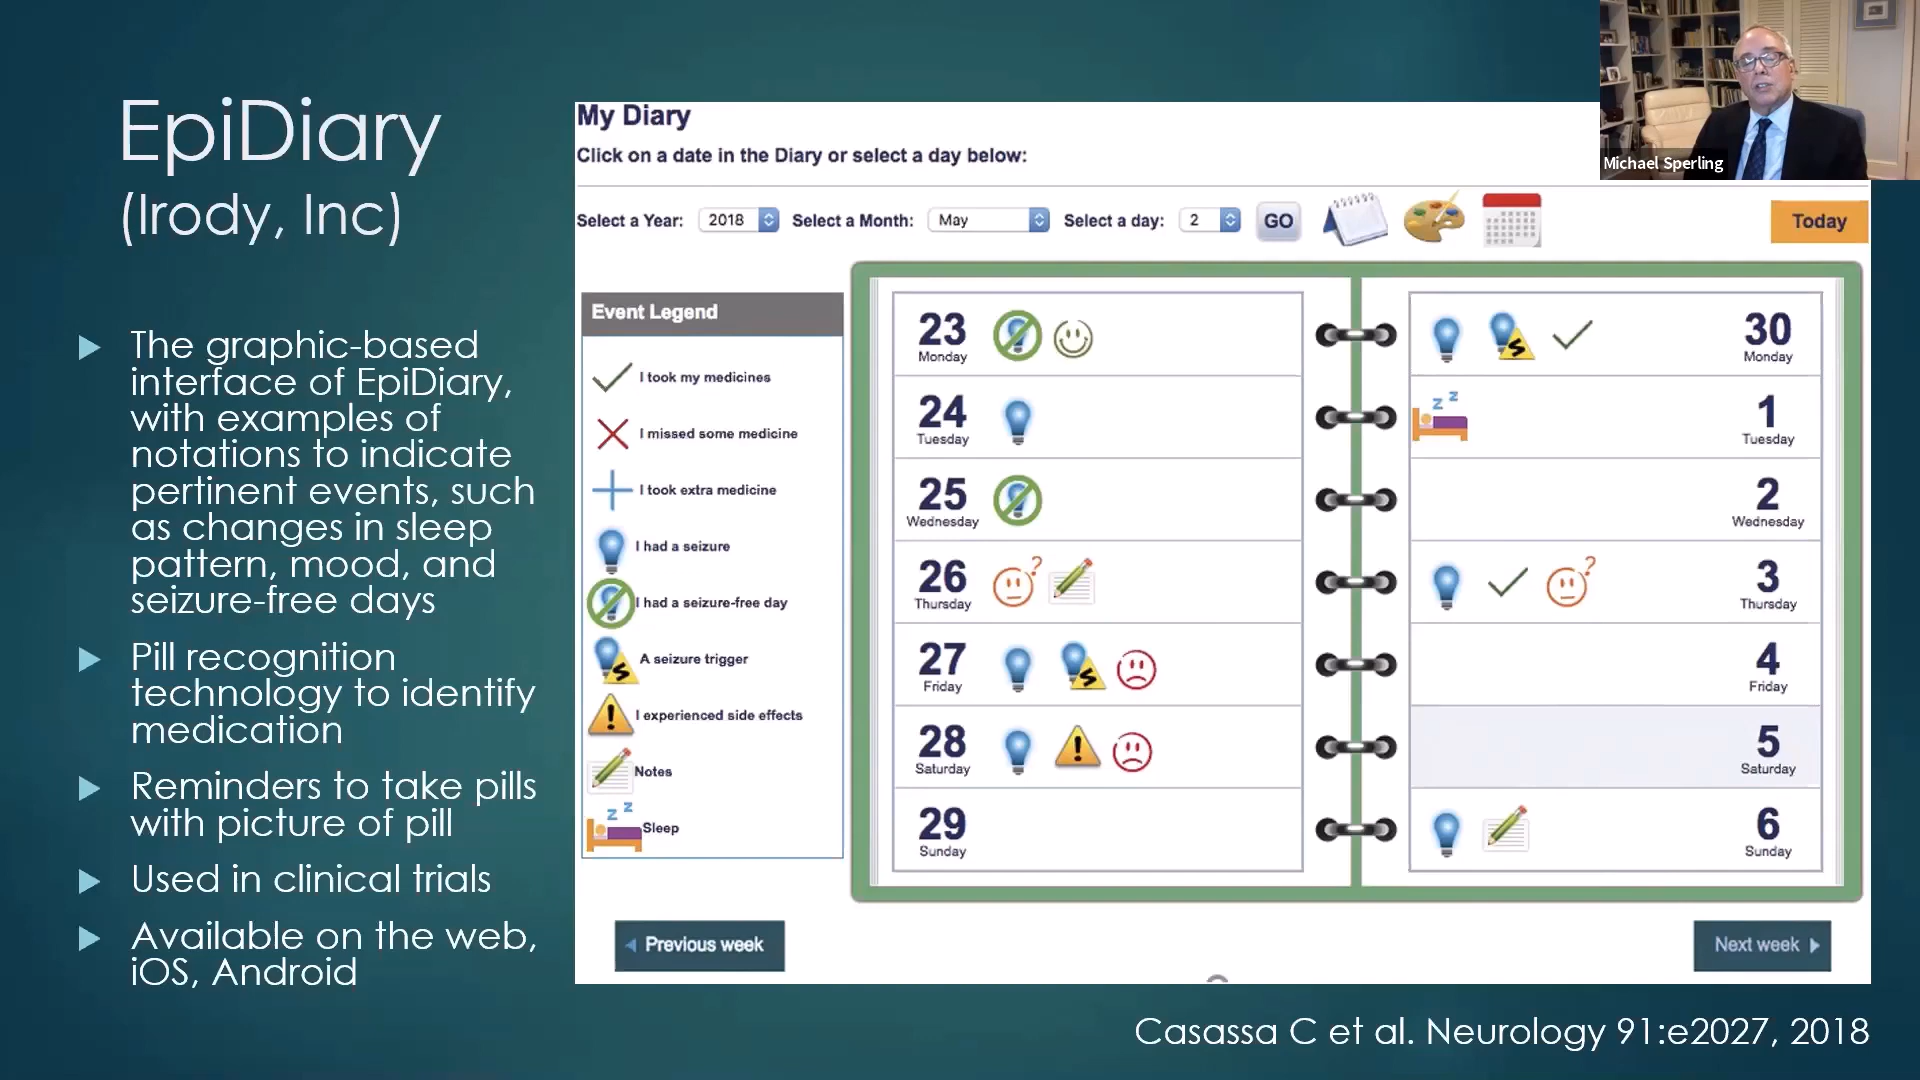 EpiDiary
(Irody, Inc)
The graphic-based
interface of EpiDiary,
with examples of
notations to indicate
pertinent events, such
as changes in sleep
pattern, mood, and
seizure-free days
Pill recognition
technology to identify
medication
Reminders to take pills
with picture of pill
Used in clinical trials
Available on the web,
iOS, Android
My Diary
Click on a date in the Diary or select a day below:
Select a Year: 2018 Select a Month: May Select a day: 2 GO
Today
Event Legend
I took my medicines
I missed some medicine
I took extra medicine
I had a seizure
I had a seizure-free day
A seizure trigger
I experienced side effects
Notes
Sleep
23
Monday
24
Tuesday
25
Wednesday
26
Thursday
27
Friday
28
Saturday
29
Sunday
30
Monday
1
Tuesday
2
Wednesday
3
Thursday
4
Friday
5
Saturday
6
Sunday
Previous week
Next week
Casassa C et al. Neurology 91:e2027, 2018
Michael Sperling